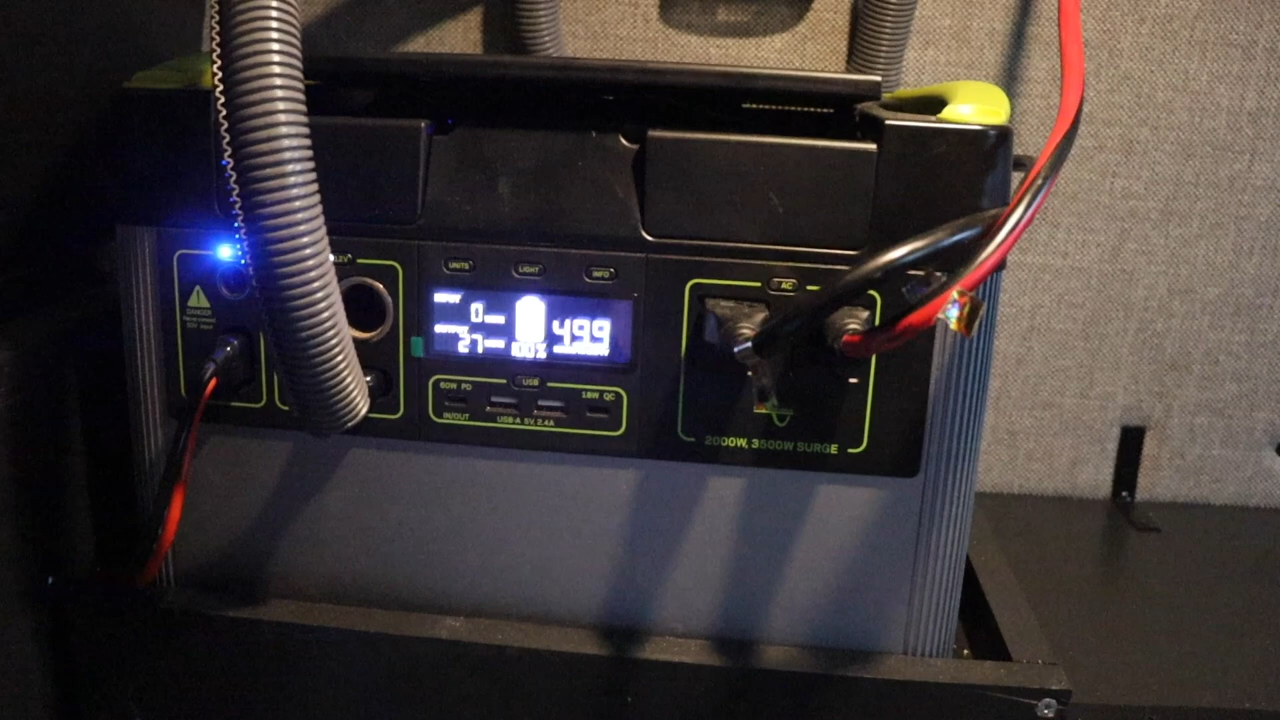 DANGER
12V
UNITS
LIGHT
INFO
AC
INPUT
0
OUTPUT
27
100%
499
USB
60W PD
18W QC
IN/OUT
USB-A 5V, 2.4A
2000W, 3500W SURGE